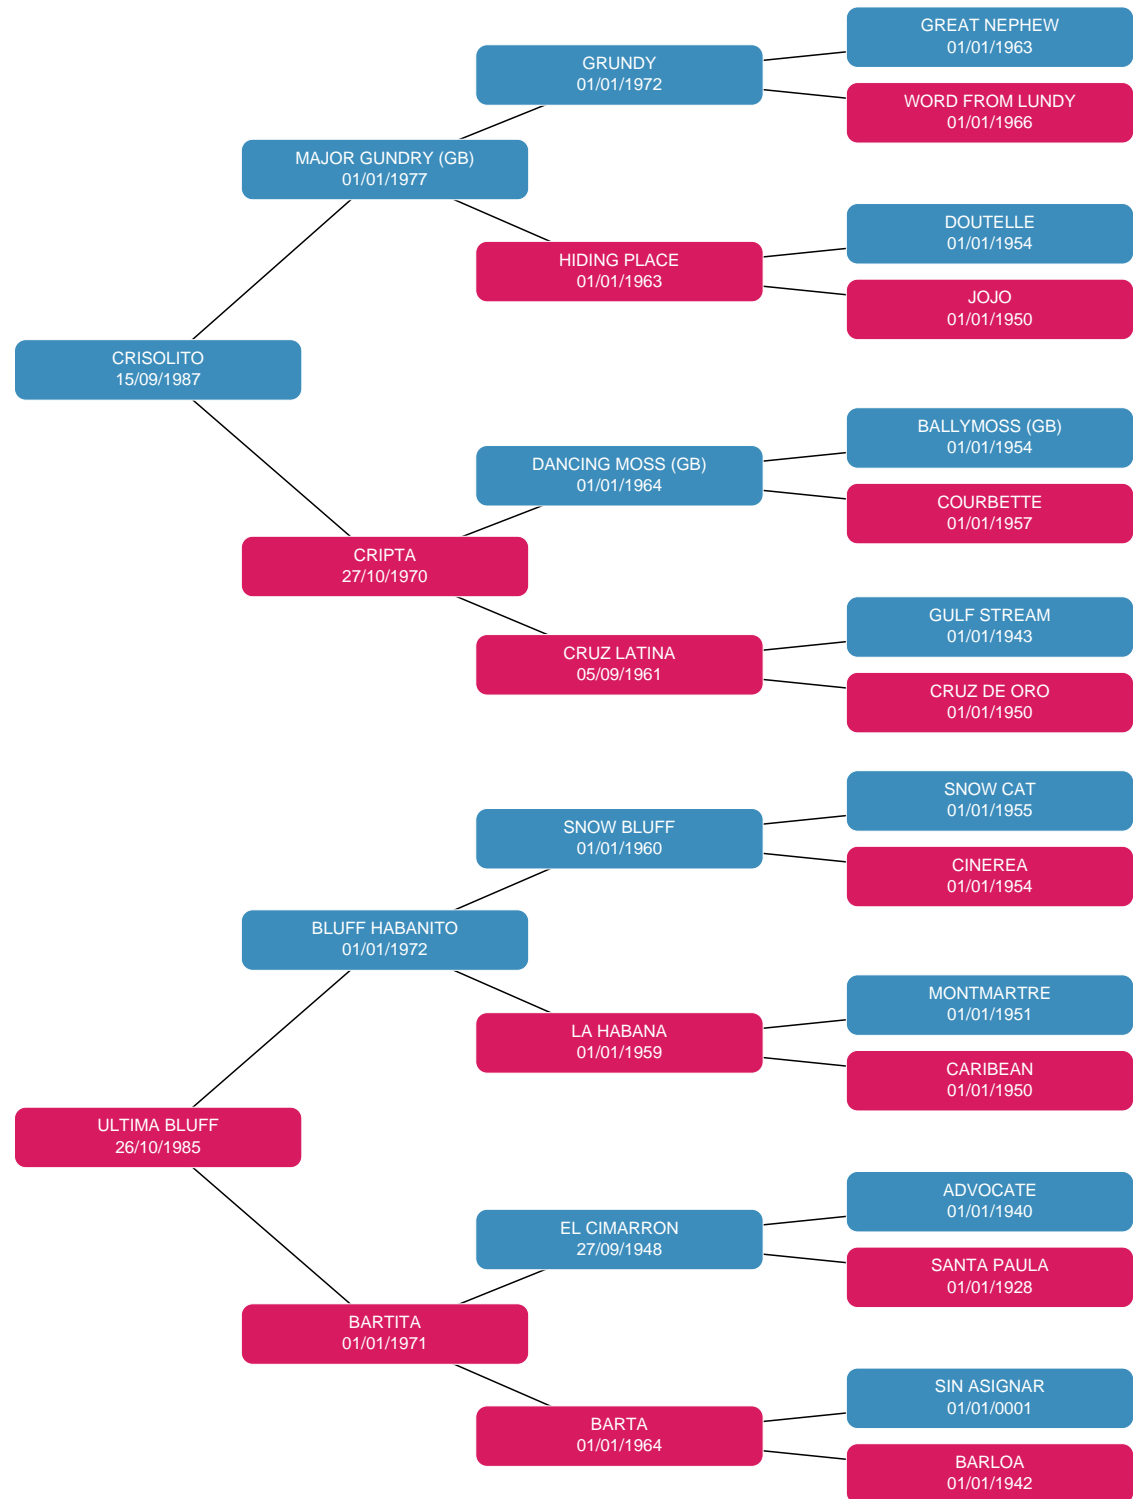 GREAT NEPHEW
01/01/1963
GRUNDY
01/01/1972
WORD FROM LUNDY
01/01/1966
MAJOR GUNDRY (GB)
01/01/1977
DOUTELLE
01/01/1954
HIDING PLACE
01/01/1963
JOJO
01/01/1950
CRISOLITO
15/09/1987
BALLYMOSS (GB)
01/01/1954
DANCING MOSS (GB)
01/01/1964
COURBETTE
01/01/1957
CRIPTA
27/10/1970
GULF STREAM
01/01/1943
CRUZ LATINA
05/09/1961
CRUZ DE ORO
01/01/1950
SNOW CAT
01/01/1955
SNOW BLUFF
01/01/1960
CINEREA
01/01/1954
BLUFF HABANITO
01/01/1972
MONTMARTRE
01/01/1951
LA HABANA
01/01/1959
CARIBEAN
01/01/1950
ULTIMA BLUFF
26/10/1985
ADVOCATE
01/01/1940
EL CIMARRON
27/09/1948
SANTA PAULA
01/01/1928
BARTITA
01/01/1971
SIN ASIGNAR
01/01/0001
BARTA
01/01/1964
BARLOA
01/01/1942